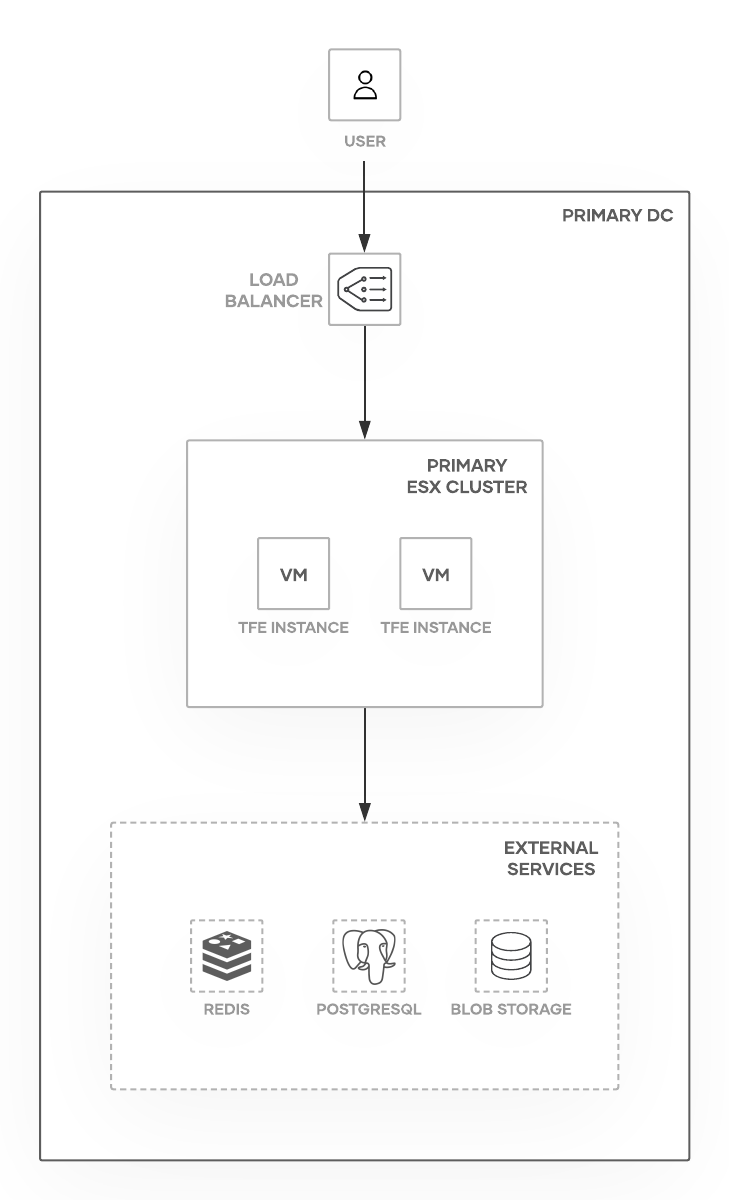 USER
PRIMARY DC
LOAD
BALANCER
PRIMARY
ESX CLUSTER
VM
VM
TFE INSTANCE
TFE INSTANCE
EXTERNAL
SERVICES
REDIS
POSTGRESQL
BLOB STORAGE